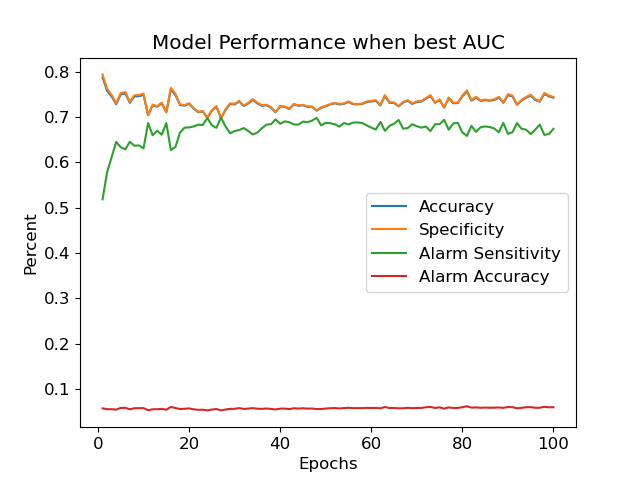 Model Performance when best AUC
0.8
0.7
0.6
0.5
0.4
0.3
0.2
0.1
Percent
Accuracy
Specificity
Alarm Sensitivity
Alarm Accuracy
0 20 40 60 80 100
Epochs